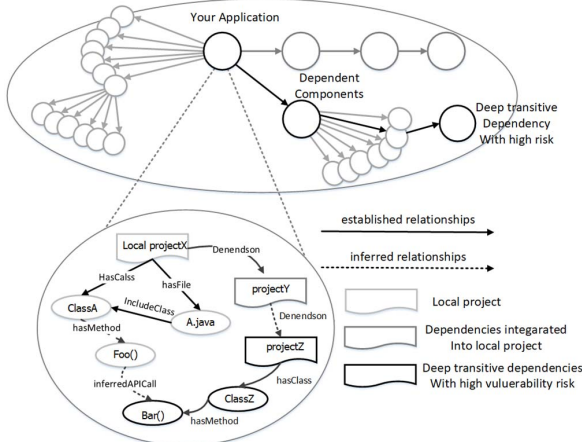 Your Application
Dependent
Components
Deep transitive
Dependency
With high risk
established relationships
inferred relationships
Local projectX
Denendson
HasCalss
hasFile
projectY
ClassA
IncludeClass
A.java
Denendson
hasMethod
Foo()
projectZ
inferredAPICall
hasClass
ClassZ
Bar()
hasMethod
Local project
Dependencies integarated
Into local project
Deep transitive dependencies
With high vuluerability risk